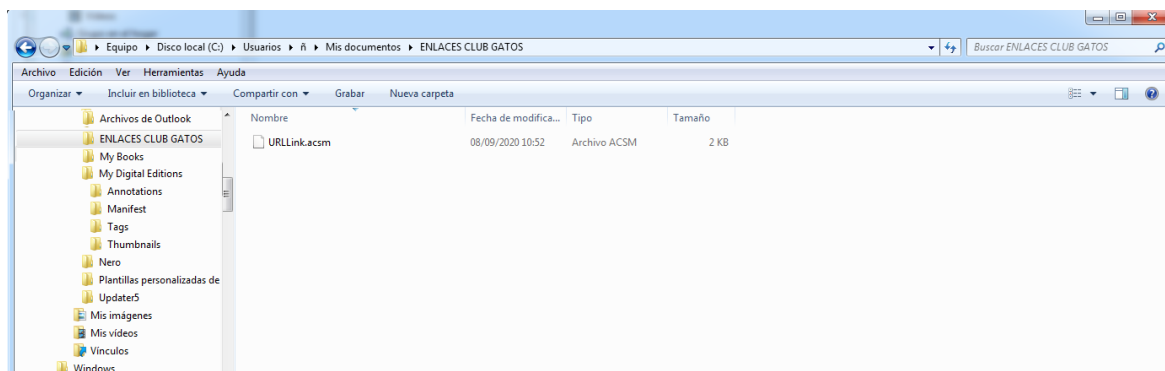 Equipo ▸ Disco local (C:) ▸ Usuarios ▸ ñ ▸ Mis documentos ▸ ENLACES CLUB GATOS
Buscar ENLACES CLUB GATOS
Archivo Edición Ver Herramientas Ayuda
Organizar Incluir en biblioteca Compartir con Grabar Nueva carpeta
Archivos de Outlook
ENLACES CLUB GATOS
My Books
My Digital Editions
Annotations
Manifest
Tags
Thumbnails
Nero
Plantillas personalizadas de
Updater5
Mis imágenes
Mis vídeos
Vínculos
Windows
Nombre Fecha de modifica... Tipo Tamaño
URLLink.acsm 08/09/2020 10:52 Archivo ACSM 2 KB